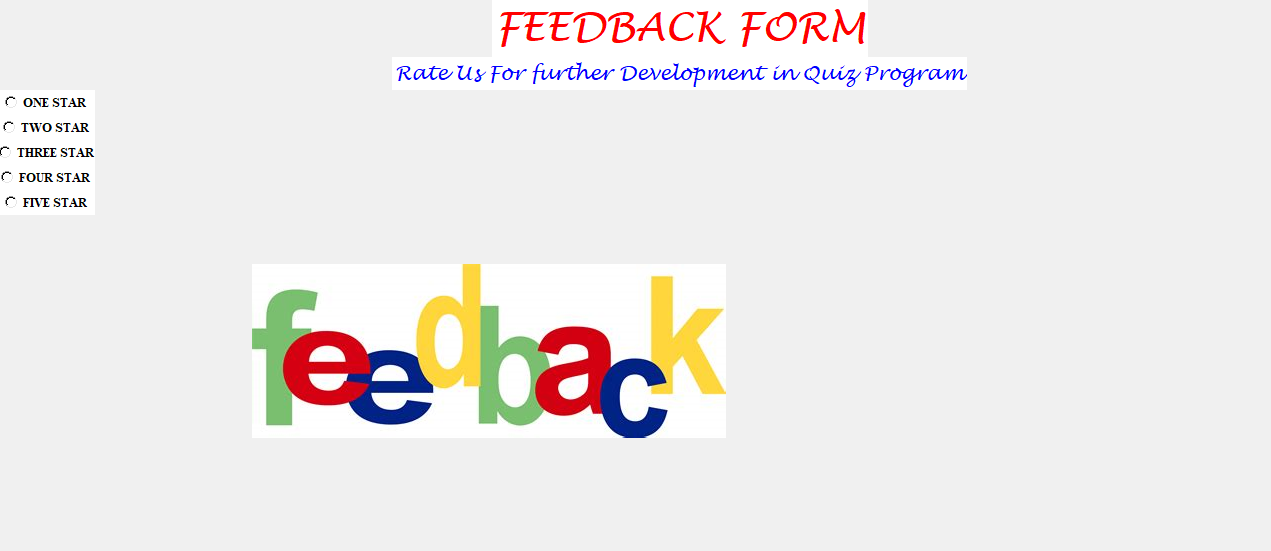 FEEDBACK FORM
Rate Us For further Development in Quiz Program
ONE STAR
TWO STAR
THREE STAR
FOUR STAR
FIVE STAR
feedback